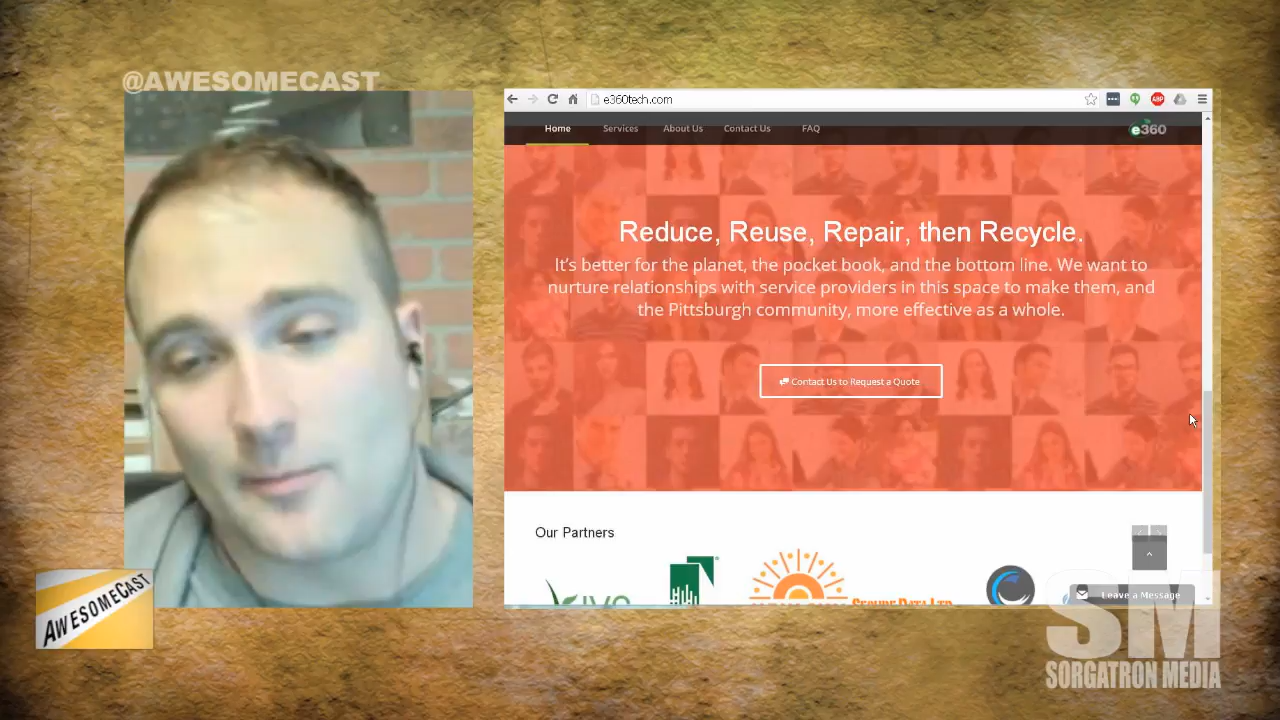 @AWESOMECAST
e360tech.com
ABP
Home Services About Us Contact Us FAQ
e360
Reduce, Reuse, Repair, then Recycle.
It's better for the planet, the pocket book, and the bottom line. We want to
nurture relationships with service providers in this space to make them, and
the Pittsburgh community, more effective as a whole.
Contact Us to Request a Quote
Our Partners
Leave a Message
AWESOMECAST
SM
SORGATRON MEDIA